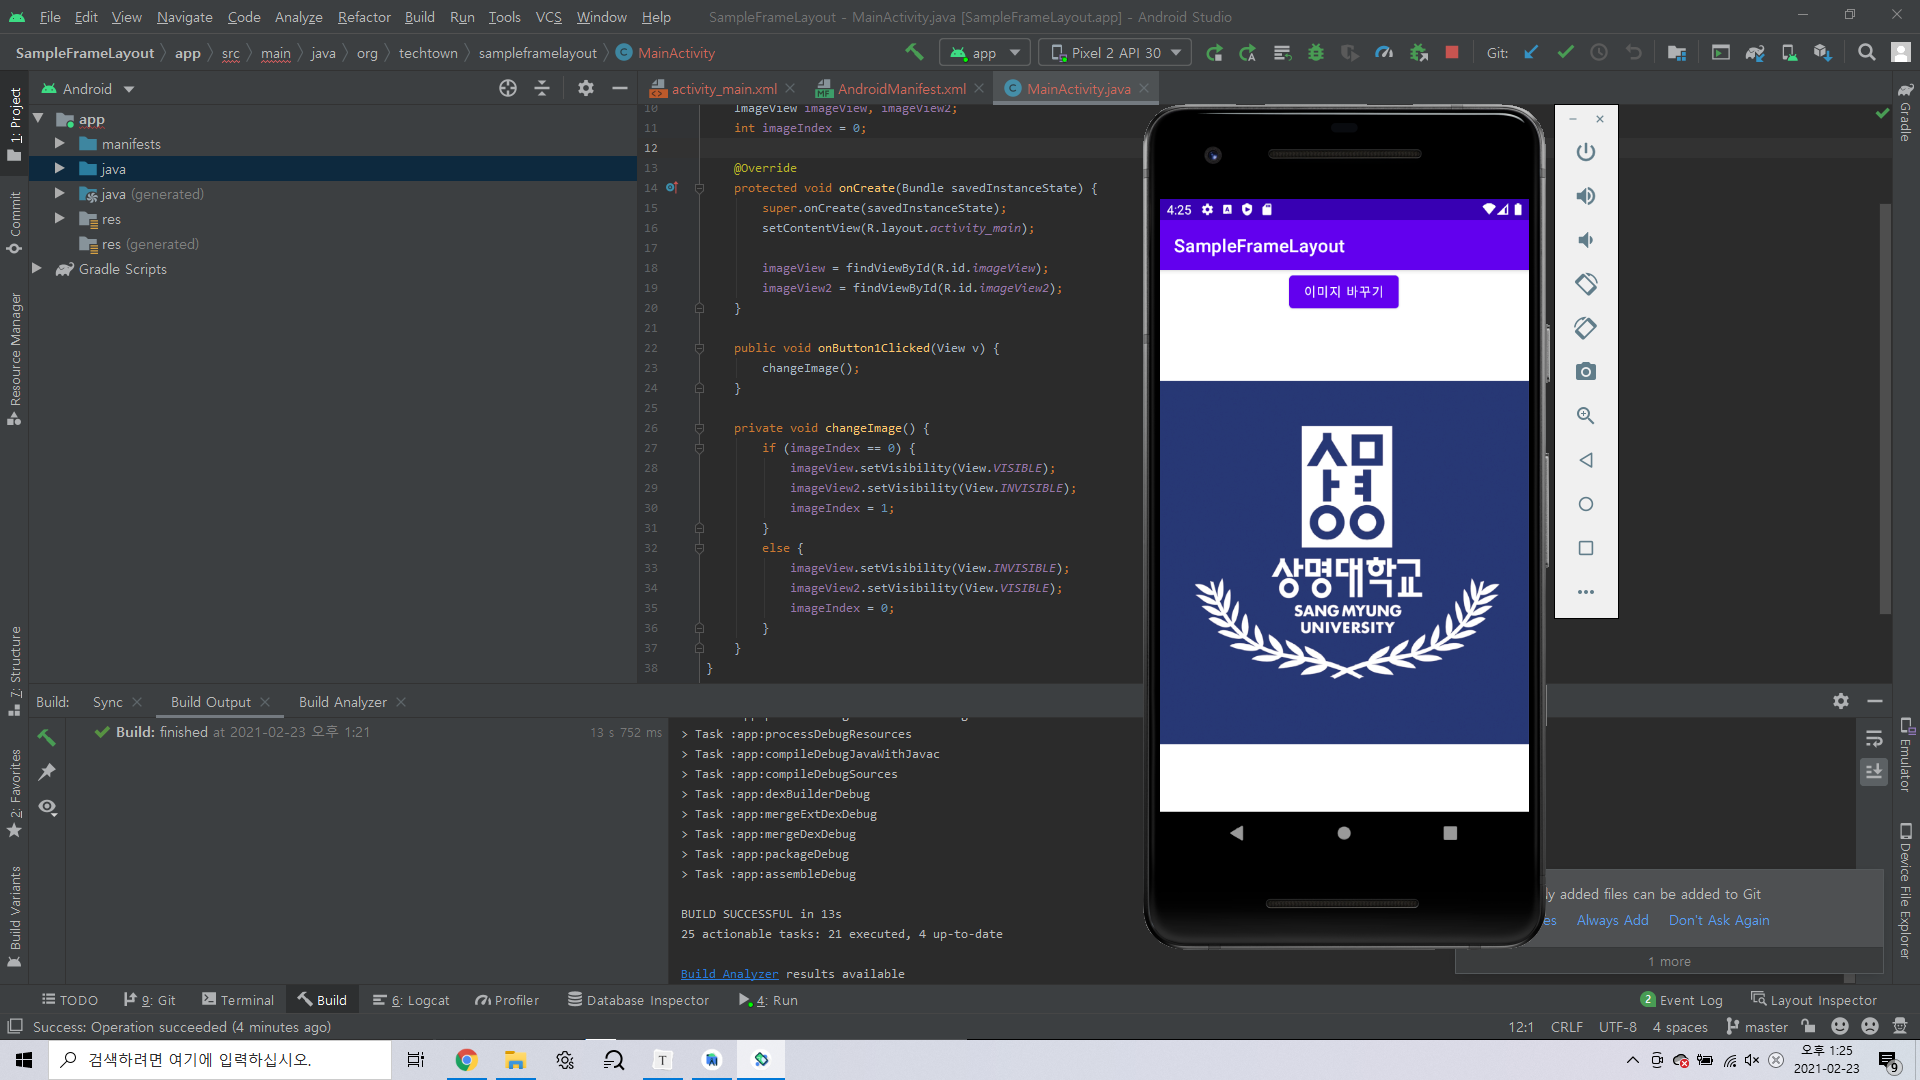 File Edit View Navigate Code Analyze Refactor Build Run Tools VCS Window Help SampleFrameLayout - MainActivity.java [SampleFrameLayout.app] - Android Studio
SampleFrameLayout app src main java org techtown sampleframelayout MainActivity app Pixel 2 API 30 Git:
Android
activity_main.xml AndroidManifest.xml MainActivity.java
1: Project
Commit
Resource Manager
7: Structure
2: Favorites
Build Variants
app
manifests
java
java (generated)
res
res (generated)
Gradle Scripts
10 ImageView imageView, imageView2;
11 int imageIndex = 0;
12
13 @Override
14 protected void onCreate(Bundle savedInstanceState) {
15 super.onCreate(savedInstanceState);
16 setContentView(R.layout.activity_main);
17
18 imageView = findViewById(R.id.imageView);
19 imageView2 = findViewById(R.id.imageView2);
20 }
21
22 public void onButton1Clicked(View v) {
23 changeImage();
24 }
25
26 private void changeImage() {
27 if (imageIndex == 0) {
28 imageView.setVisibility(View.VISIBLE);
29 imageView2.setVisibility(View.INVISIBLE);
30 imageIndex = 1;
31 }
32 else {
33 imageView.setVisibility(View.INVISIBLE);
34 imageView2.setVisibility(View.VISIBLE);
35 imageIndex = 0;
36 }
37 }
38 }
4:25
SampleFrameLayout
이미지 바꾸기
상명
상명대학교
SANGMYUNG
UNIVERSITY
Gradle
Emulator
Device File Explorer
Build: Sync Build Output Build Analyzer
Build: finished at 2021-02-23 오후 1:21 13 s 752 ms
> Task :app:processDebugResources
> Task :app:compileDebugJavaWithJavac
> Task :app:compileDebugSources
> Task :app:dexBuilderDebug
> Task :app:mergeExtDexDebug
> Task :app:mergeDexDebug
> Task :app:packageDebug
> Task :app:assembleDebug
BUILD SUCCESSFUL in 13s
25 actionable tasks: 21 executed, 4 up-to-date
Build Analyzer results available
added files can be added to Git
Always Add Don't Ask Again
1 more
TODO 9: Git Terminal Build 6: Logcat Profiler Database Inspector 4: Run 2 Event Log Layout Inspector
Success: Operation succeeded (4 minutes ago) 12:1 CRLF UTF-8 4 spaces master
검색하려면 여기에 입력하십시오.
오후 1:25
2021-02-23
9